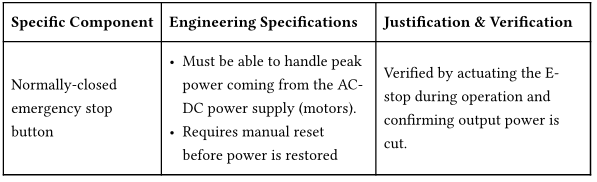 Specific Component
Engineering Specifications
Justification & Verification
Normally-closed
emergency stop
button
• Must be able to handle peak
power coming from the AC-
DC power supply (motors).
• Requires manual reset
before power is restored
Verified by actuating the E-
stop during operation and
confirming output power is
cut.